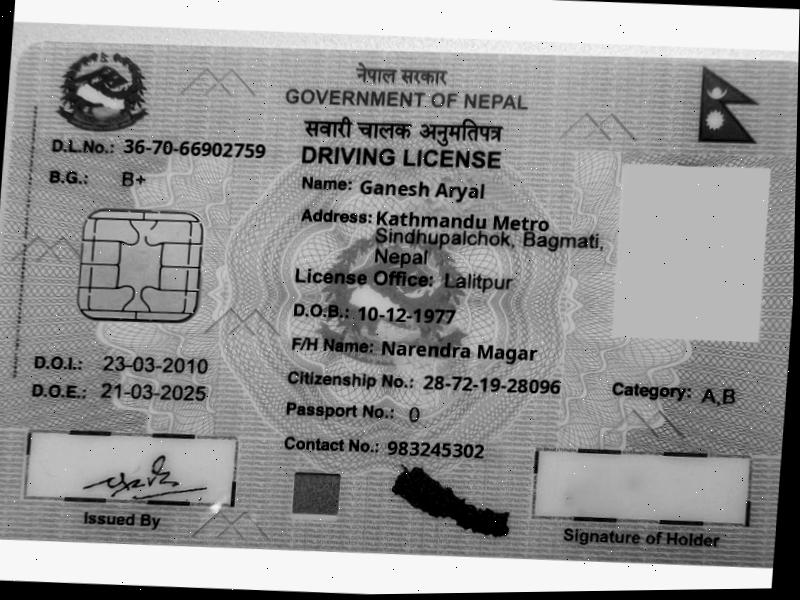 नेपाल सरकार
GOVERNMENT OF NEPAL
सवारी चालक अनुमतिपत्र
DRIVING LICENSE
D.L.No.: 36-70-66902759
B.G.: B+
Name: Ganesh Aryal
Address: Kathmandu Metro
Sindhupalchok, Bagmati,
Nepal
License Office: Lalitpur
D.O.B.: 10-12-1977
F/H Name: Narendra Magar
D.O.I.: 23-03-2010
D.O.E.: 21-03-2025
Citizenship No.: 28-72-19-28096
Category: A,B
Passport No.: 0
Contact No.: 983245302
Issued By
Signature of Holder